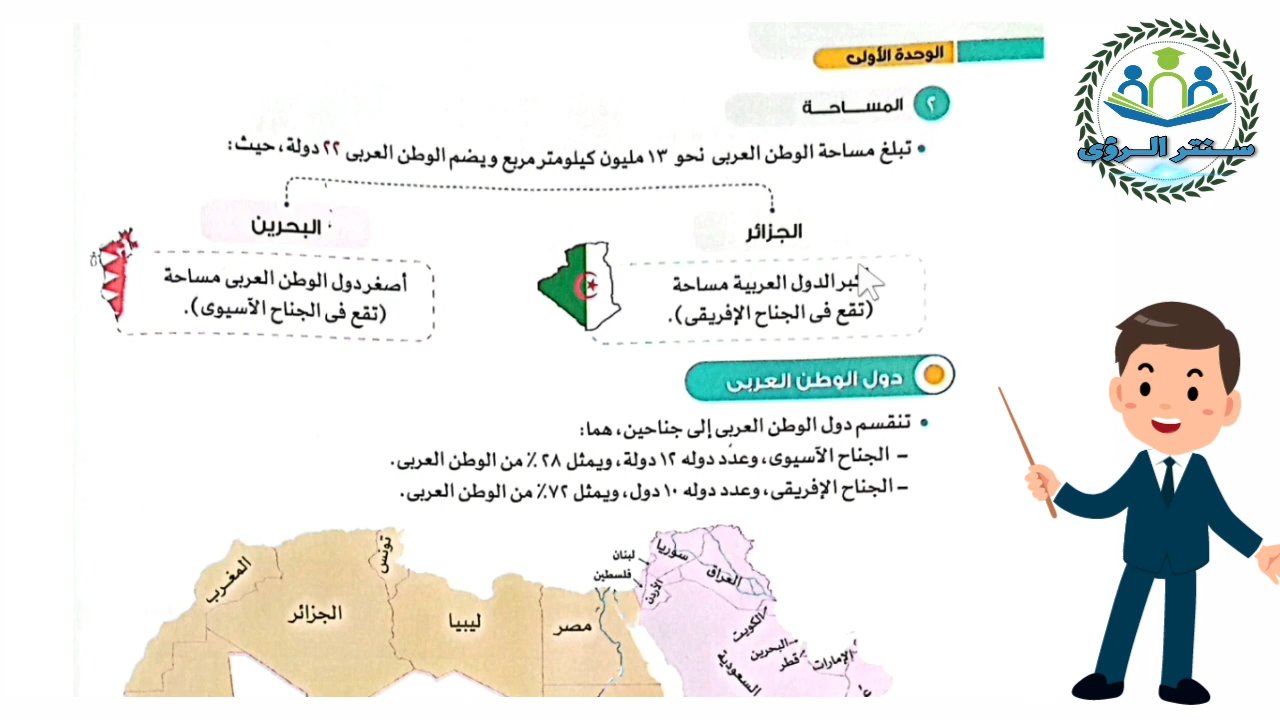 الوحدة الأولى
سنتر الرؤى
٢ المساحة
• تبلغ مساحة الوطن العربى نحو ١٣ مليون كيلومتر مربع ويضم الوطن العربى ٢٢ دولة، حيث:
الجزائر
بر الدول العربية مساحة
(تقع فى الجناح الإفريقى).
البحرين
أصغر دول الوطن العربى مساحة
(تقع فى الجناح الآسيوى).
دول الوطن العربى
• تنقسم دول الوطن العربى إلى جناحين، هما:
– الجناح الآسيوى، وعدد دوله ١٢ دولة، ويمثل ٢٨٪ من الوطن العربى.
– الجناح الإفريقى، وعدد دوله ١٠ دول، ويمثل ٧٢٪ من الوطن العربى.
المغرب
الجزائر
تونس
ليبيا
مصر
لبنان
فلسطين
سوريا
الأردن
العراق
الكويت
البحرين
قطر
الإمارات
السعودية